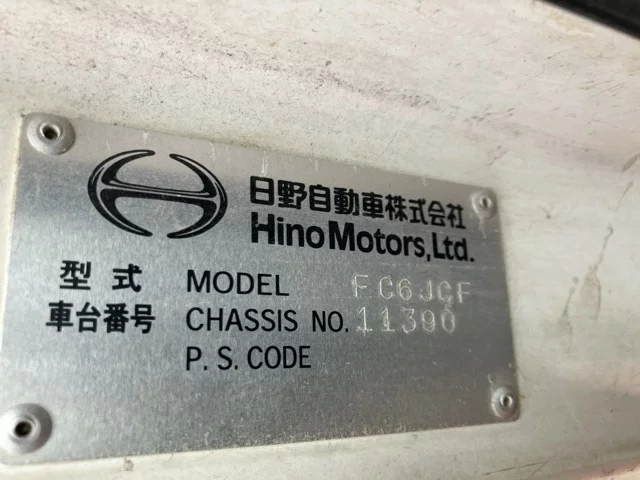 日野自動車株式会社
Hino Motors, Ltd.
型式 MODEL FC6JCF
車台番号 CHASSIS NO. 11390
P. S. CODE